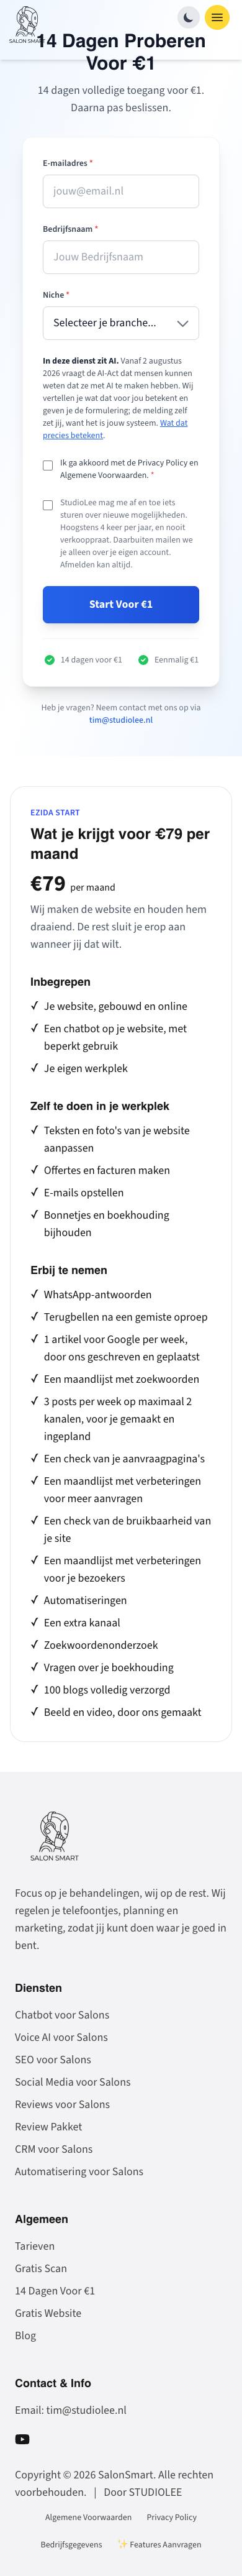 SALON SMART
14 Dagen Proberen
Voor €1
14 dagen volledige toegang voor €1.
Daarna pas beslissen.
E-mailadres *
jouw@email.nl
Bedrijfsnaam *
Jouw Bedrijfsnaam
Niche *
Selecteer je branche...
In deze dienst zit AI. Vanaf 2 augustus
2026 vraagt de AI-Act dat mensen kunnen
weten dat ze met AI te maken hebben. Wij
vertellen je wat dat voor jou betekent en
geven je de formulering; de melding zelf
zet jij, want het is jouw systeem. Wat dat
precies betekent.
Ik ga akkoord met de Privacy Policy en
Algemene Voorwaarden. *
StudioLee mag me af en toe iets
sturen over nieuwe mogelijkheden.
Hoogstens 4 keer per jaar, en nooit
verkooppraat. Daarbuiten mailen we
je alleen over je eigen account.
Afmelden kan altijd.
Start Voor €1
14 dagen voor €1
Eenmalig €1
Heb je vragen? Neem contact met ons op via
tim@studiolee.nl
EZIDA START
Wat je krijgt voor €79 per
maand
€79 per maand
Wij maken de website en houden hem
draaiend. De rest sluit je erop aan
wanneer jij dat wilt.
Inbegrepen
✓ Je website, gebouwd en online
✓ Een chatbot op je website, met
beperkt gebruik
✓ Je eigen werkplek
Zelf te doen in je werkplek
✓ Teksten en foto's van je website
aanpassen
✓ Offertes en facturen maken
✓ E-mails opstellen
✓ Bonnetjes en boekhouding
bijhouden
Erbij te nemen
✓ WhatsApp-antwoorden
✓ Terugbellen na een gemiste oproep
✓ 1 artikel voor Google per week,
door ons geschreven en geplaatst
✓ Een maandlijst met zoekwoorden
✓ 3 posts per week op maximaal 2
kanalen, voor je gemaakt en
ingepland
✓ Een check van je aanvraagpagina's
✓ Een maandlijst met verbeteringen
voor meer aanvragen
✓ Een check van de bruikbaarheid van
je site
✓ Een maandlijst met verbeteringen
voor je bezoekers
✓ Automatiseringen
✓ Een extra kanaal
✓ Zoekwoordenonderzoek
✓ Vragen over je boekhouding
✓ 100 blogs volledig verzorgd
✓ Beeld en video, door ons gemaakt
SALON SMART
Focus op je behandelingen, wij op de rest. Wij
regelen je telefoontjes, planning en
marketing, zodat jij kunt doen waar je goed in
bent.
Diensten
Chatbot voor Salons
Voice AI voor Salons
SEO voor Salons
Social Media voor Salons
Reviews voor Salons
Review Pakket
CRM voor Salons
Automatisering voor Salons
Algemeen
Tarieven
Gratis Scan
14 Dagen Voor €1
Gratis Website
Blog
Contact & Info
Email: tim@studiolee.nl
Copyright © 2026 SalonSmart. Alle rechten
voorbehouden. | Door STUDIOLEE
Algemene Voorwaarden Privacy Policy
Bedrijfsgegevens ✨ Features Aanvragen